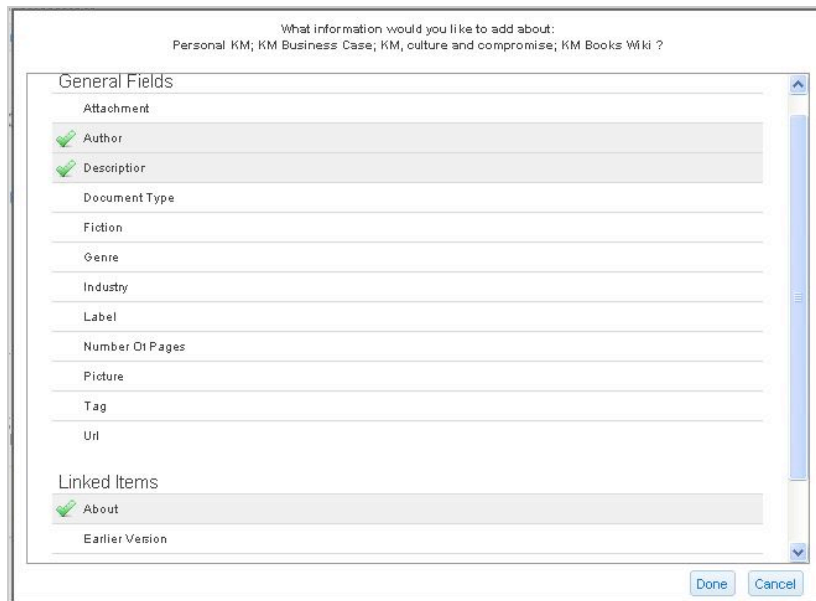 What information would you like to add about:
Personal KM; KM Business Case; KM, culture and compromise; KM Books Wiki ?
General Fields
Attachment
Author
Description
Document Type
Fiction
Genre
Industry
Label
Number Of Pages
Picture
Tag
Url
Linked Items
About
Earlier Version
Done Cancel